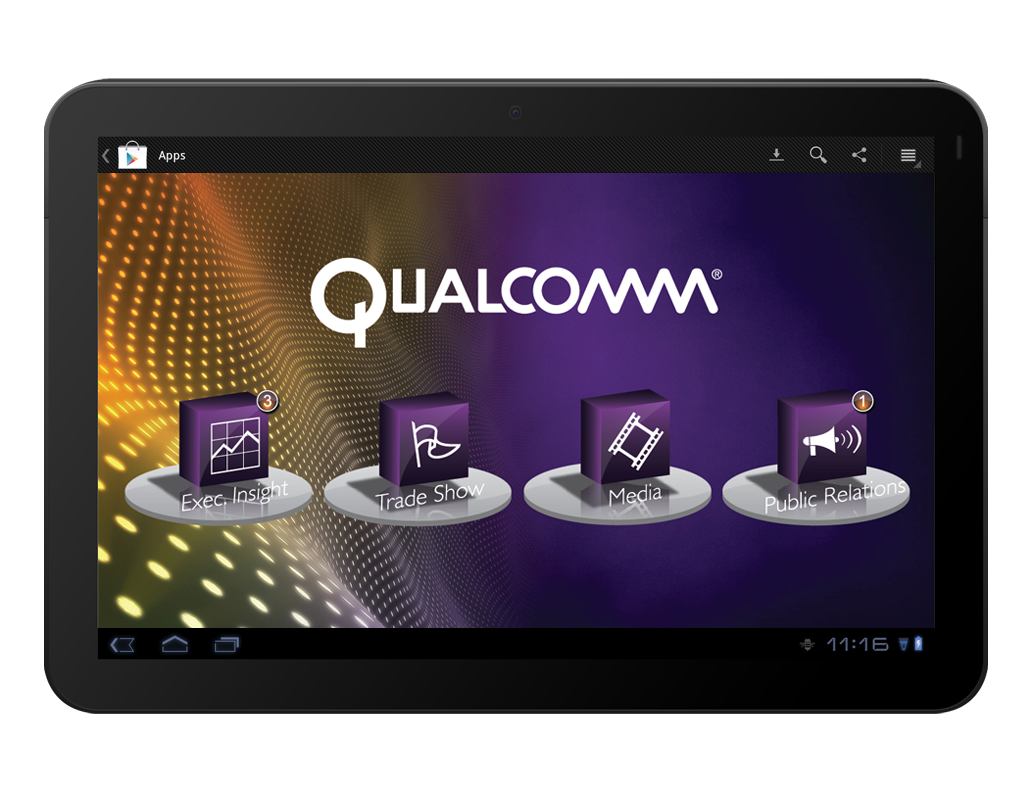 Apps
QUALCOMM®
3
1
Exec. Insight
Trade Show
Media
Public Relations
11:16